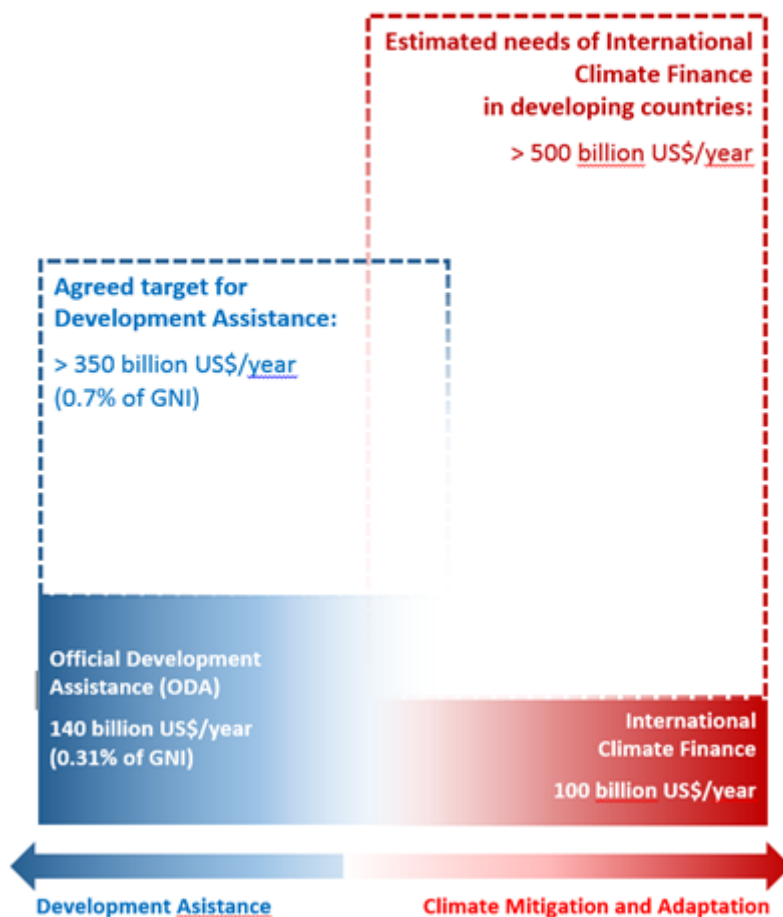 Estimated needs of International
Climate Finance
in developing countries:
> 500 billion US$/year
Agreed target for
Development Assistance:
> 350 billion US$/year
(0.7% of GNI)
Official Development
Assistance (ODA)
140 billion US$/year
(0.31% of GNI)
International
Climate Finance
100 billion US$/year
Development Asistance
Climate Mitigation and Adaptation